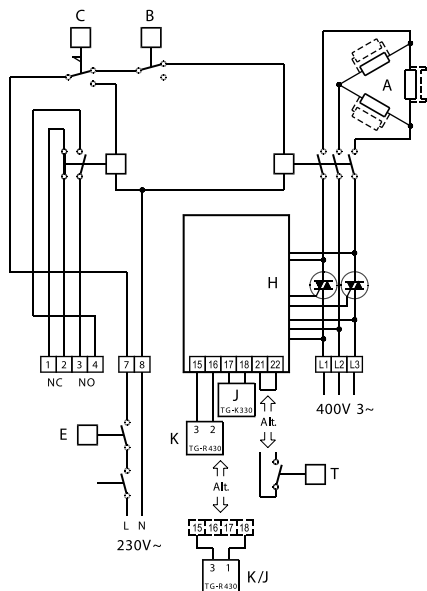 C B
A
H
15 16 17 18 21 22
1 2 3 4 7 8 L1 L2 L3
NC NO
400V 3~
J
TG-K330
K
3 2
TG-R430
Alt.
E
T
Alt.
L N
230V~
15 16 17 18
3 1
TG-R430
K/J